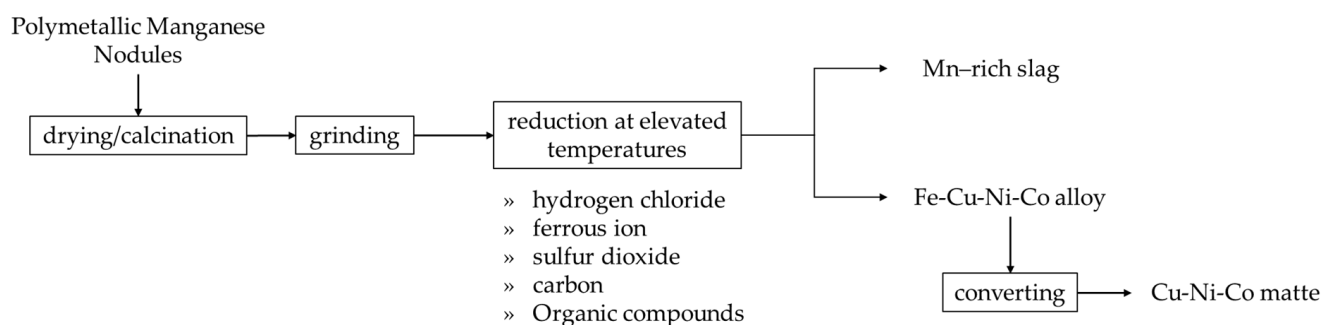 Polymetallic Manganese
Nodules
drying/calcination
grinding
reduction at elevated
temperatures
» hydrogen chloride
» ferrous ion
» sulfur dioxide
» carbon
» Organic compounds
Mn–rich slag
Fe-Cu-Ni-Co alloy
converting
Cu-Ni-Co matte